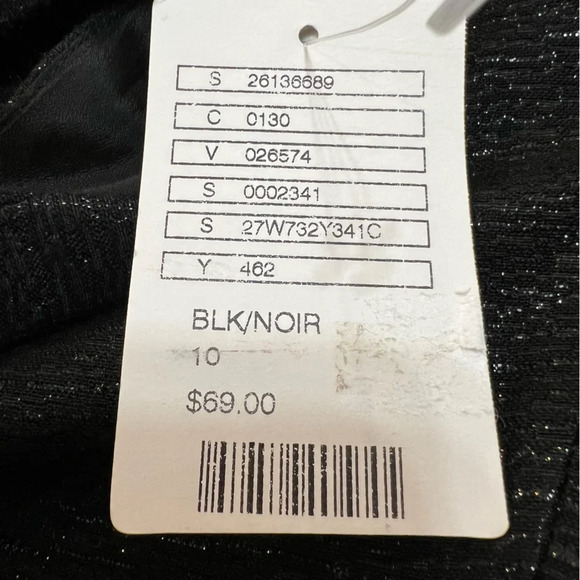 S 26136689
C 0130
V 026574
S 0002341
S 27W732Y341C
Y 462
BLK/NOIR
10
$69.00